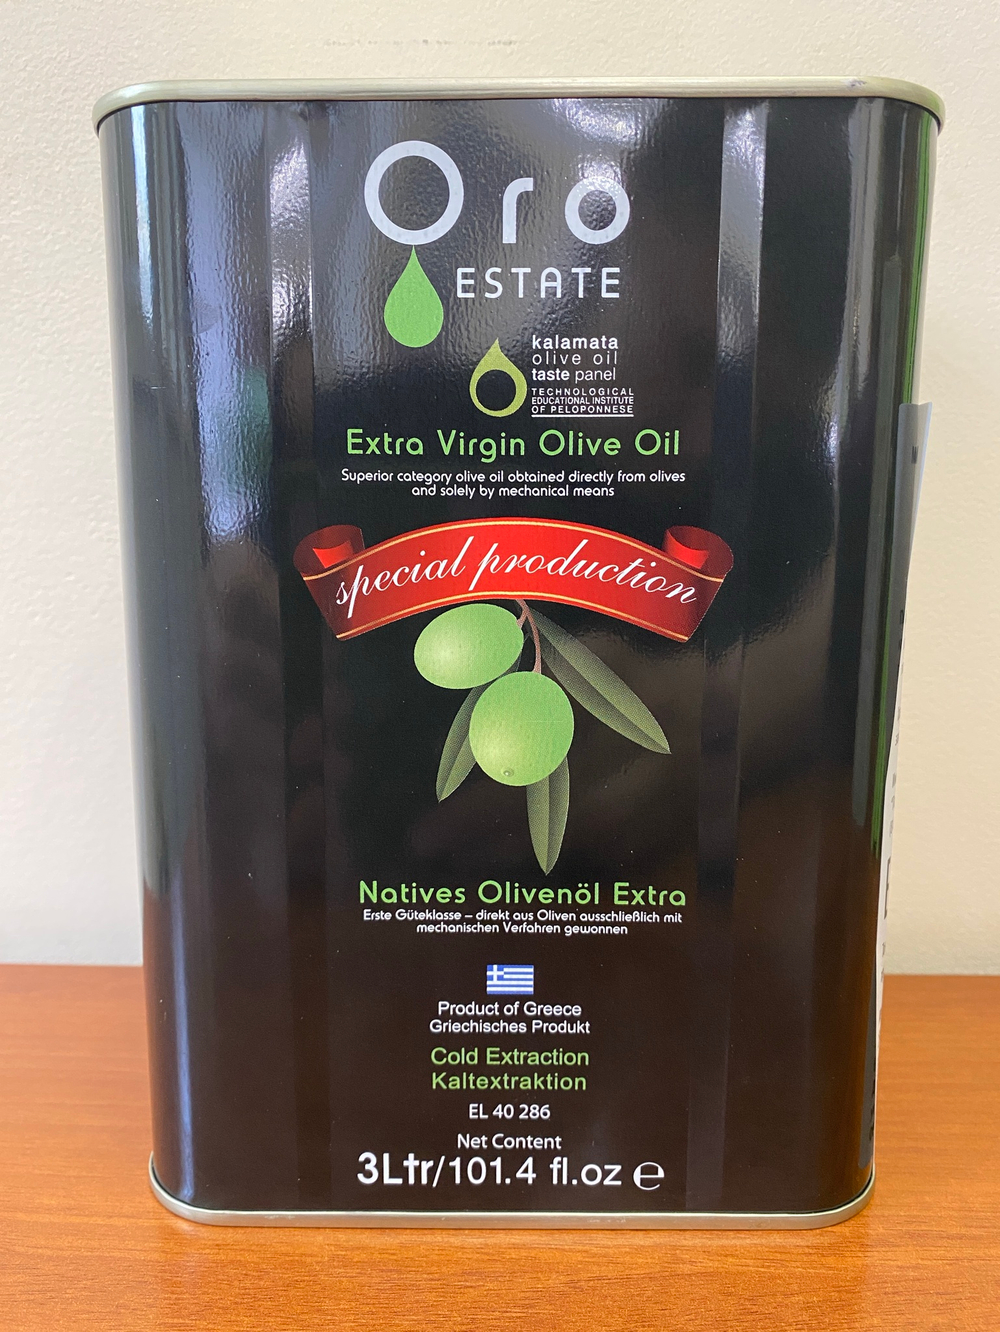 Oro
ESTATE
kalamata
olive oil
taste panel
TECHNOLOGICAL
EDUCATIONAL INSTITUTE
OF PELOPONNESE
Extra Virgin Olive Oil
Superior category olive oil obtained directly from olives
and solely by mechanical means
special production
Natives Olivenöl Extra
Erste Güteklasse – direkt aus Oliven ausschließlich mit
mechanischen Verfahren gewonnen
Product of Greece
Griechisches Produkt
Cold Extraction
Kaltextraktion
EL 40 286
Net Content
3Ltr/101.4 fl.oz ℮